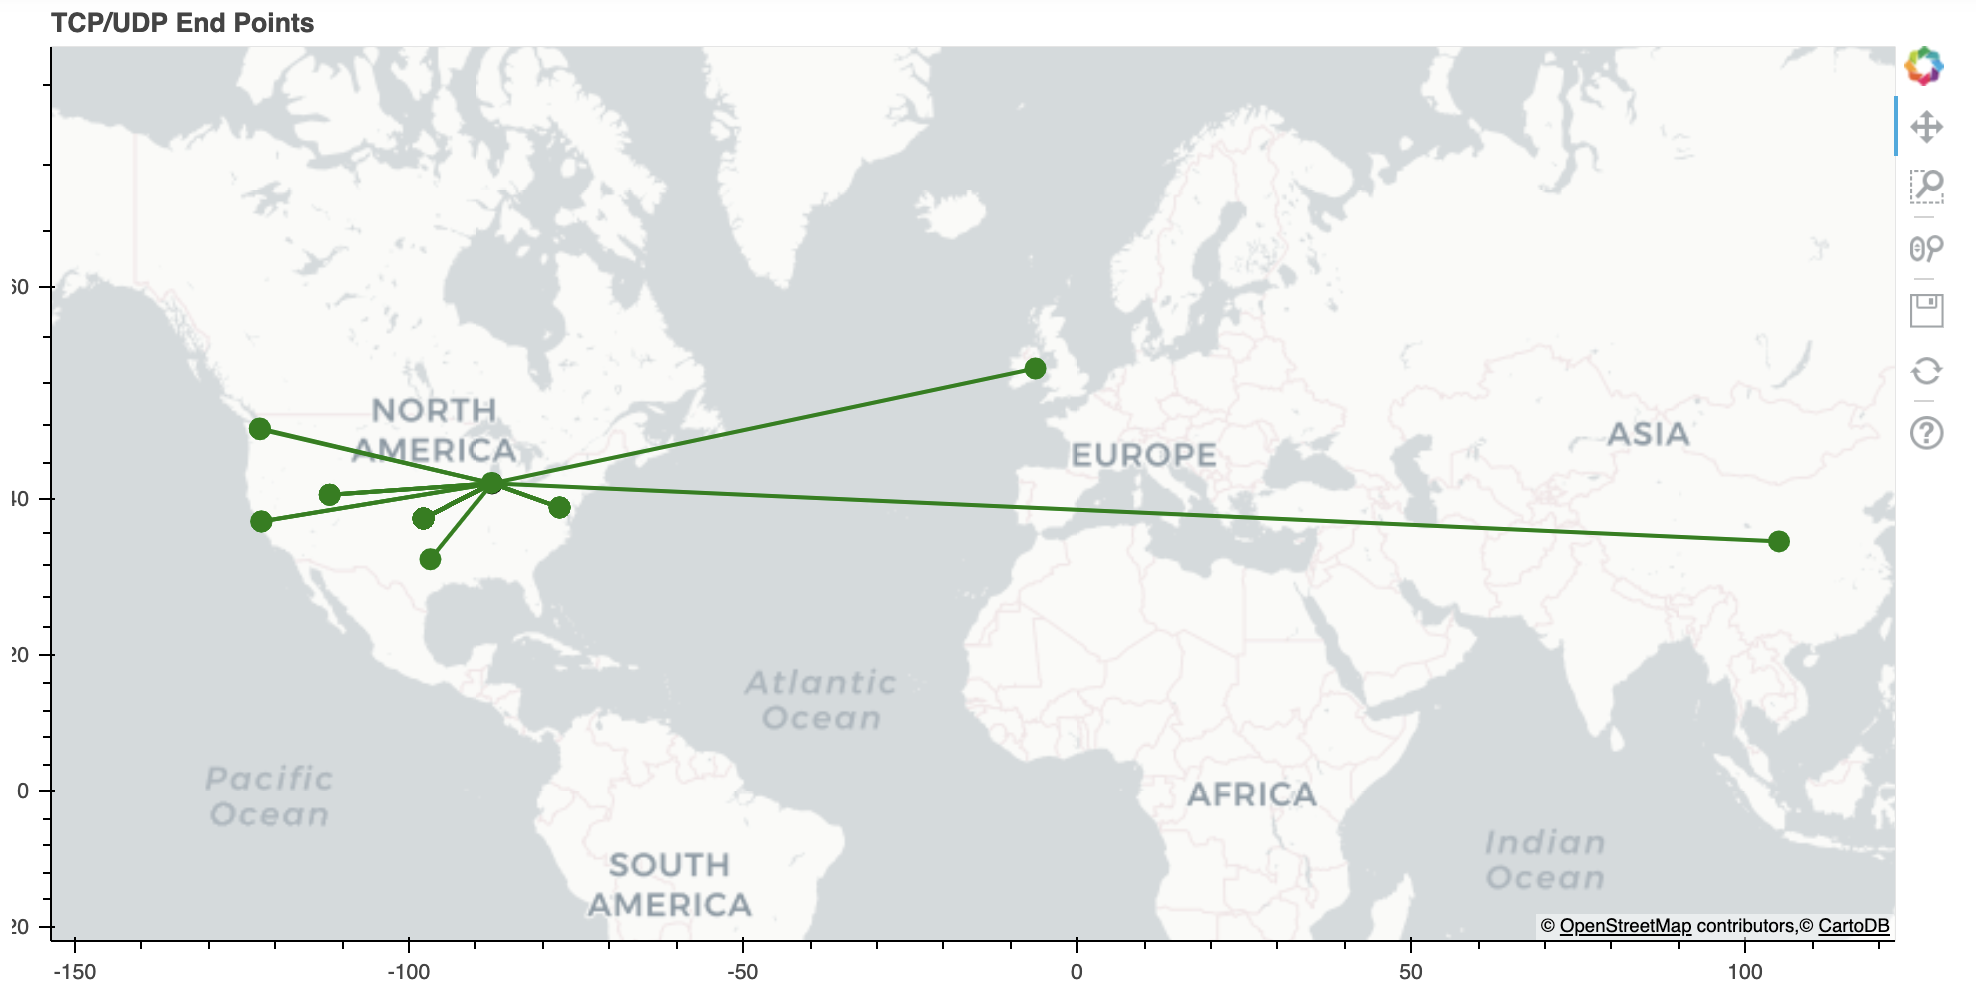 TCP/UDP End Points
60
NORTH
AMERICA
EUROPE
ASIA
40
20
Atlantic
Ocean
Pacific
Ocean
0
AFRICA
Indian
Ocean
SOUTH
AMERICA
20
© OpenStreetMap contributors,© CartoDB
-150
-100
-50
0
50
100